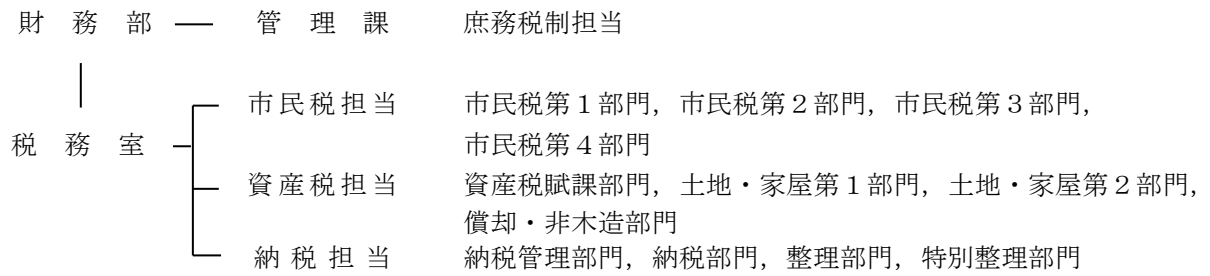 財務部 管理課 庶務税制担当
市民税担当 市民税第1部門，市民税第2部門，市民税第3部門，
税務室 市民税第4部門
資産税担当 資産税賦課部門，土地・家屋第1部門，土地・家屋第2部門，
償却・非木造部門
納税担当 納税管理部門，納税部門，整理部門，特別整理部門